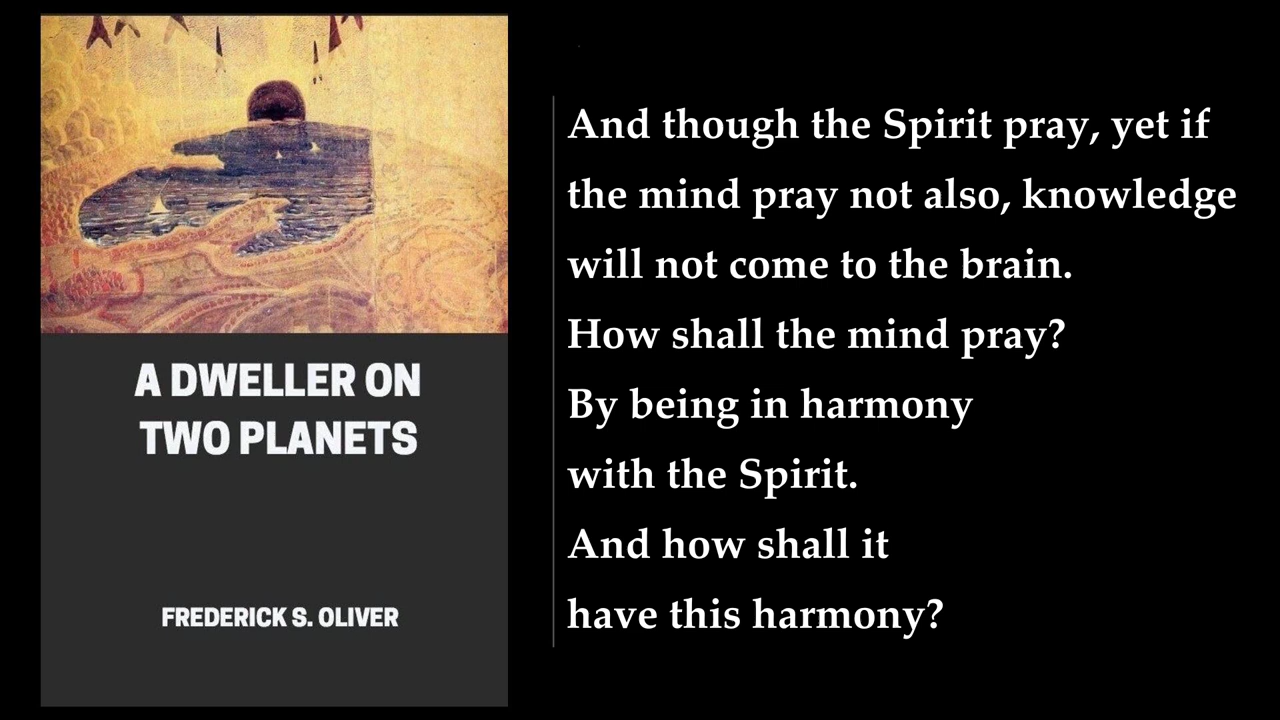 A DWELLER ON
TWO PLANETS
FREDERICK S. OLIVER
And though the Spirit pray, yet if
the mind pray not also, knowledge
will not come to the brain.
How shall the mind pray?
By being in harmony
with the Spirit.
And how shall it
have this harmony?